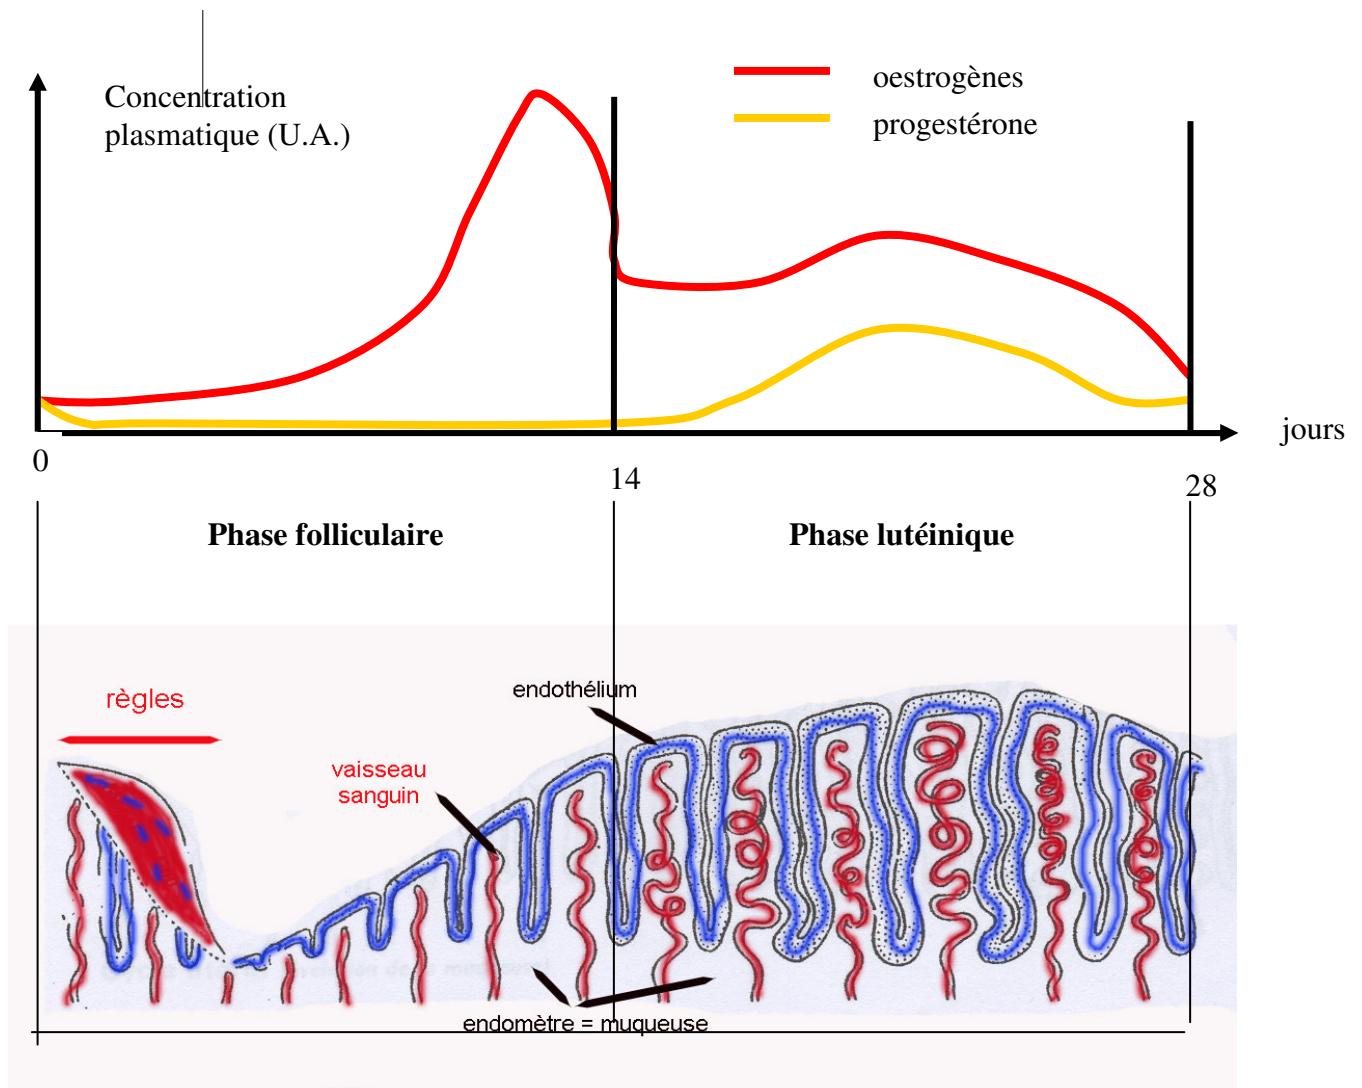 Concentration
plasmatique (U.A.)
oestrogènes
progestérone
jours
0
14
28
Phase folliculaire
Phase lutéinique
règles
endothélium
vaisseau
sanguin
endomètre = muqueuse